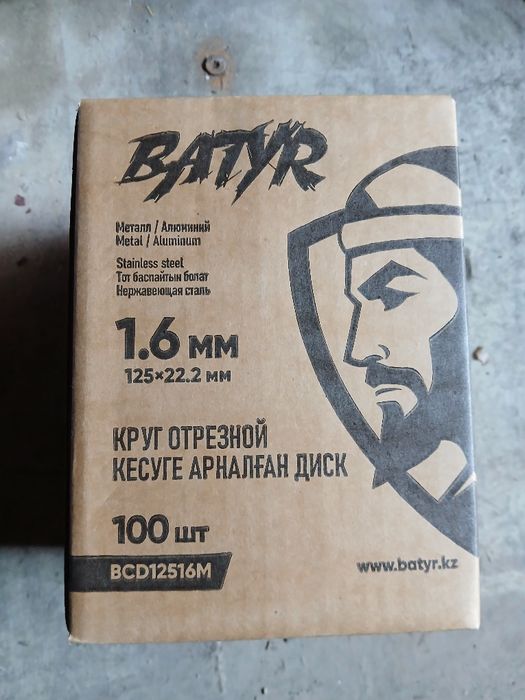 BATYR
Металл / Алюминий
Metal / Aluminum
Stainless steel
Тот баспайтын болат
Нержавеющая сталь
1.6 мм
125×22.2 мм
КРУГ ОТРЕЗНОЙ
КЕСУГЕ АРНАЛҒАН ДИСК
100 шт
BCD12516M
www.batyr.kz